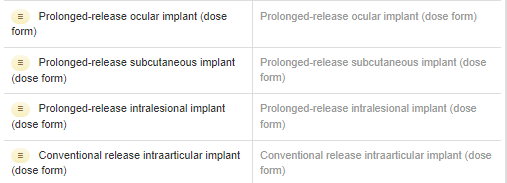 ≡ Prolonged-release ocular implant (dose
form)
Prolonged-release ocular implant (dose form)
≡ Prolonged-release subcutaneous implant
(dose form)
Prolonged-release subcutaneous implant (dose
form)
≡ Prolonged-release intralesional implant
(dose form)
Prolonged-release intralesional implant (dose
form)
≡ Conventional release intraarticular implant
(dose form)
Conventional release intraarticular implant (dose
form)